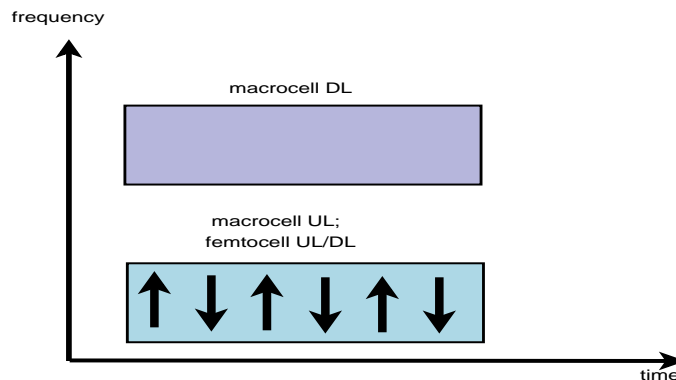 frequency
macrocell DL
macrocell UL;
femtocell UL/DL
time